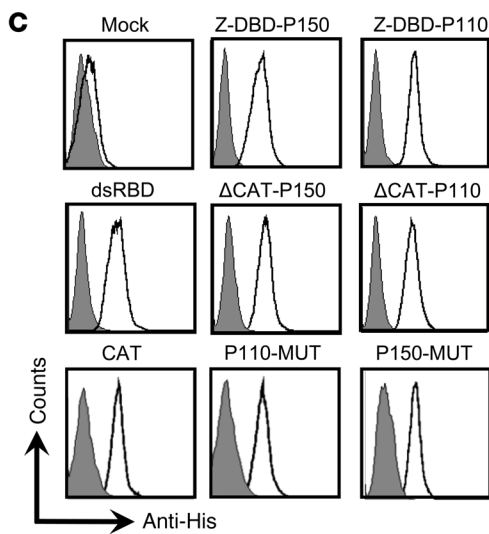 C
Mock Z-DBD-P150 Z-DBD-P110
dsRBD ΔCAT-P150 ΔCAT-P110
CAT P110-MUT P150-MUT
Counts
Anti-His